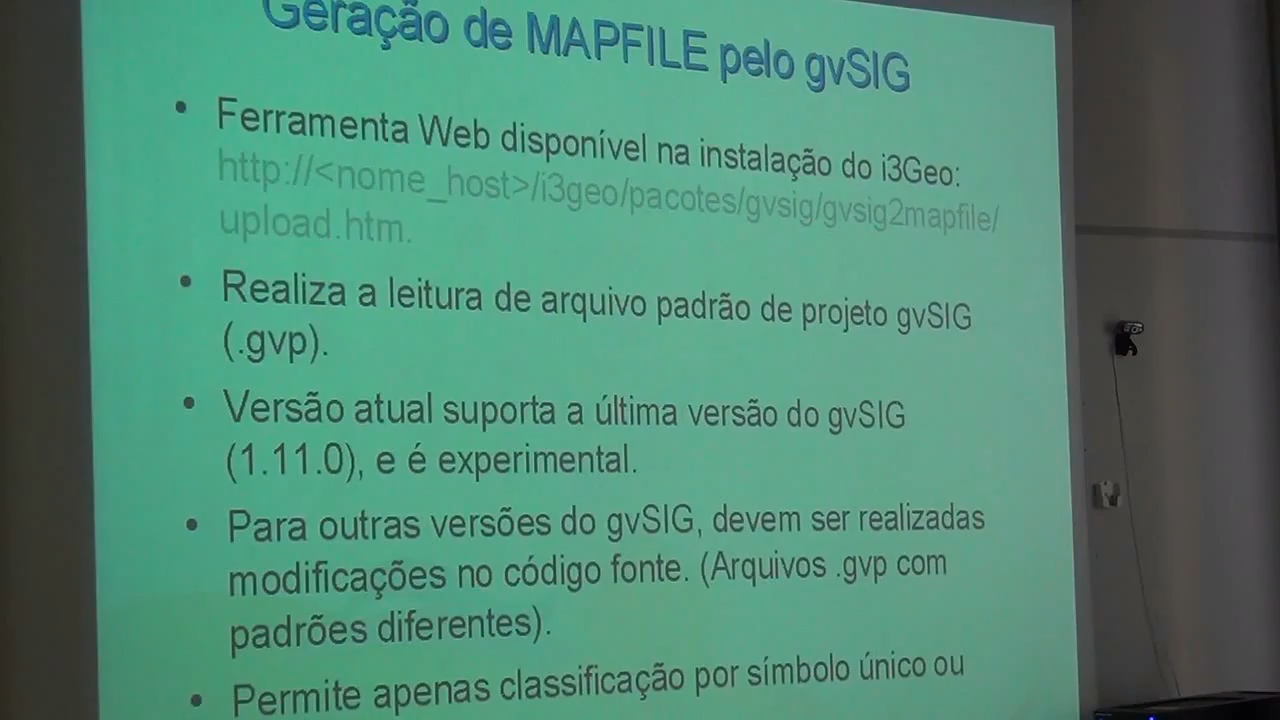 Geração de MAPFILE pelo gvSIG
• Ferramenta Web disponível na instalação do i3Geo:
http://<nome_host>/i3geo/pacotes/gvsig/gvsig2mapfile/
upload.htm.
• Realiza a leitura de arquivo padrão de projeto gvSIG
(.gvp).
• Versão atual suporta a última versão do gvSIG
(1.11.0), e é experimental.
• Para outras versões do gvSIG, devem ser realizadas
modificações no código fonte. (Arquivos .gvp com
padrões diferentes).
• Permite apenas classificação por símbolo único ou